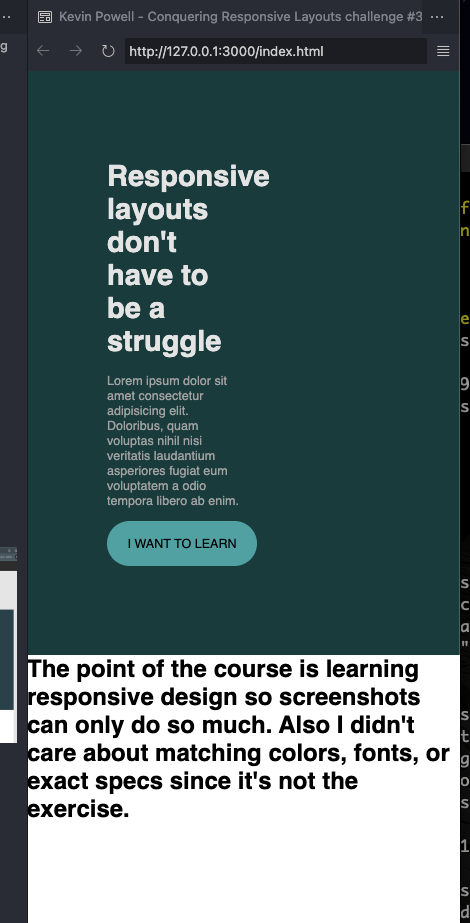 Kevin Powell - Conquering Responsive Layouts challenge #3
g
http://127.0.0.1:3000/index.html
Responsive
layouts
don't
have to
be a
struggle
Lorem ipsum dolor sit
amet consectetur
adipisicing elit.
Doloribus, quam
voluptas nihil nisi
veritatis laudantium
asperiores fugiat eum
voluptatem a odio
tempora libero ab enim.
I WANT TO LEARN
The point of the course is learning
responsive design so screenshots
can only do so much. Also I didn't
care about matching colors, fonts, or
exact specs since it's not the
exercise.
f
n
e
s
9
s
s
c
a
"
s
t
g
o
s
1
s
d